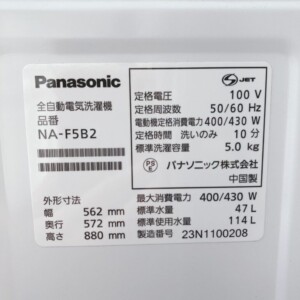 Panasonic
全自動電気洗濯機
品番
NA-F5B2
外形寸法
幅 562 mm
奥行 572 mm
高さ 880 mm
S JET
定格電圧 100 V
定格周波数 50/60 Hz
電動機定格消費電力 400/430 W
定格時間 洗いのみ 10 分
標準洗濯容量 5.0 kg
PSE パナソニック株式会社
中国製
最大消費電力 400/430 W
標準水量 47 L
標準使用水量 114 L
製造番号 23N1100208